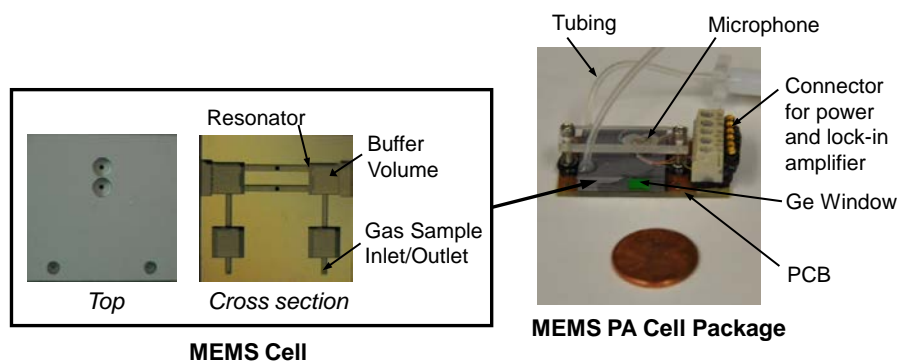 Tubing
Microphone
Connector
for power
and lock-in
amplifier
Resonator
Buffer
Volume
Ge Window
Gas Sample
Inlet/Outlet
PCB
Top
Cross section
MEMS PA Cell Package
MEMS Cell